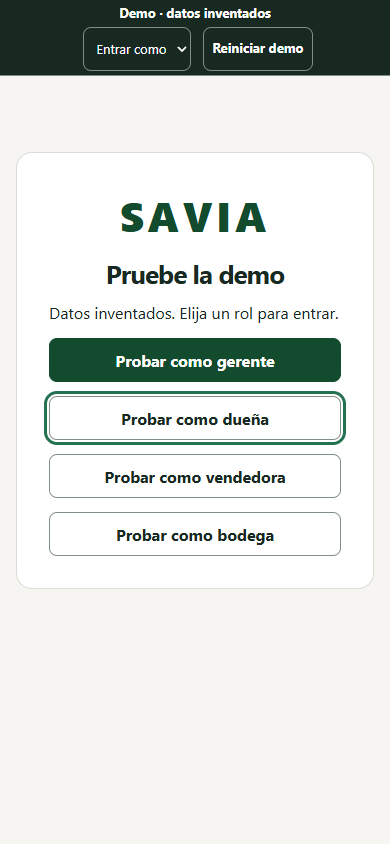 Demo · datos inventados
Entrar como
Reiniciar demo
SAVIA
Pruebe la demo
Datos inventados. Elija un rol para entrar.
Probar como gerente
Probar como dueña
Probar como vendedora
Probar como bodega